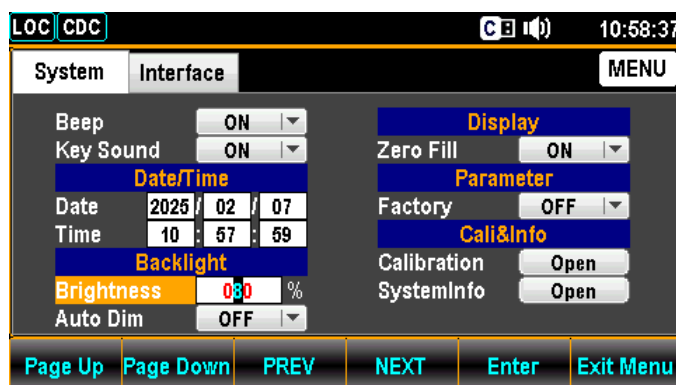 LOC CDC C 10:58:37
System Interface MENU
Beep ON
Key Sound ON
Date/Time
Date 2025 / 02 / 07
Time 10 : 57 : 59
Backlight
Brightness 080 %
Auto Dim OFF
Display
Zero Fill ON
Parameter
Factory OFF
Cali&Info
Calibration Open
SystemInfo Open
Page Up Page Down PREV NEXT Enter Exit Menu